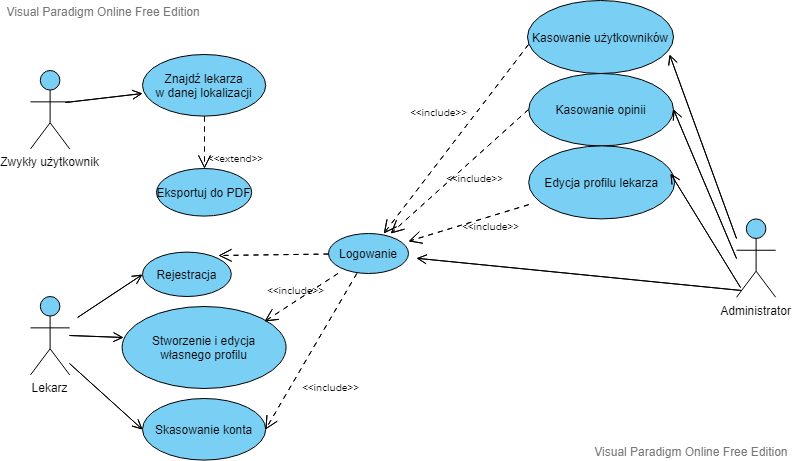 Visual Paradigm Online Free Edition
Kasowanie użytkowników
Znajdź lekarza
w danej lokalizacji
<<include>>
Kasowanie opinii
Zwykły użytkownik
<<extend>>
<<include>>
Edycja profilu lekarza
Eksportuj do PDF
<<include>>
Logowanie
Rejestracja
<<include>>
Administrator
Stworzenie i edycja
własnego profilu
Lekarz
<<include>>
Skasowanie konta
Visual Paradigm Online Free Edition